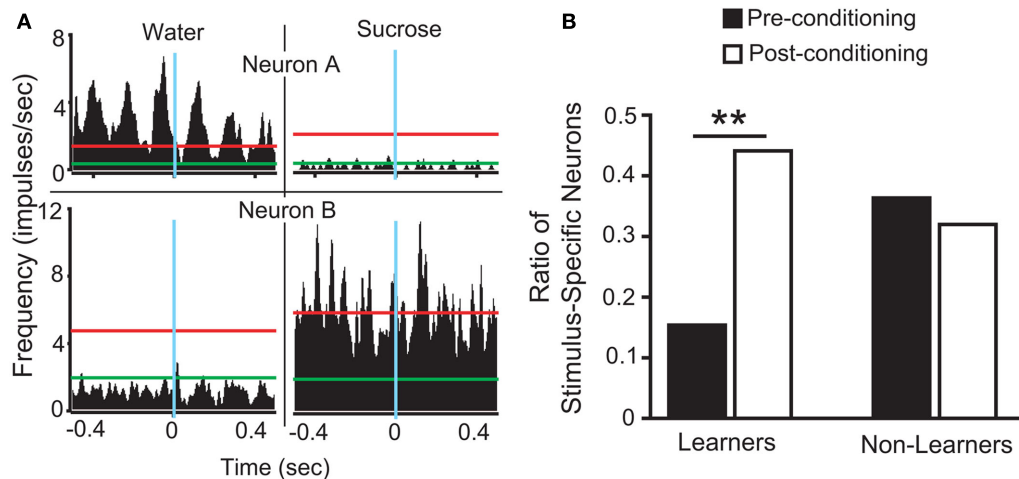 A
Water
Sucrose
Neuron A
8
4
0
Neuron B
12
8
4
0
Frequency (impulses/sec)
-0.4
0
0.4
0
0.4
-0.4
Time (sec)
B
Pre-conditioning
Post-conditioning
**
0.5
0.4
0.3
0.2
0.1
0
Ratio of
Stimulus-Specific Neurons
Learners
Non-Learners